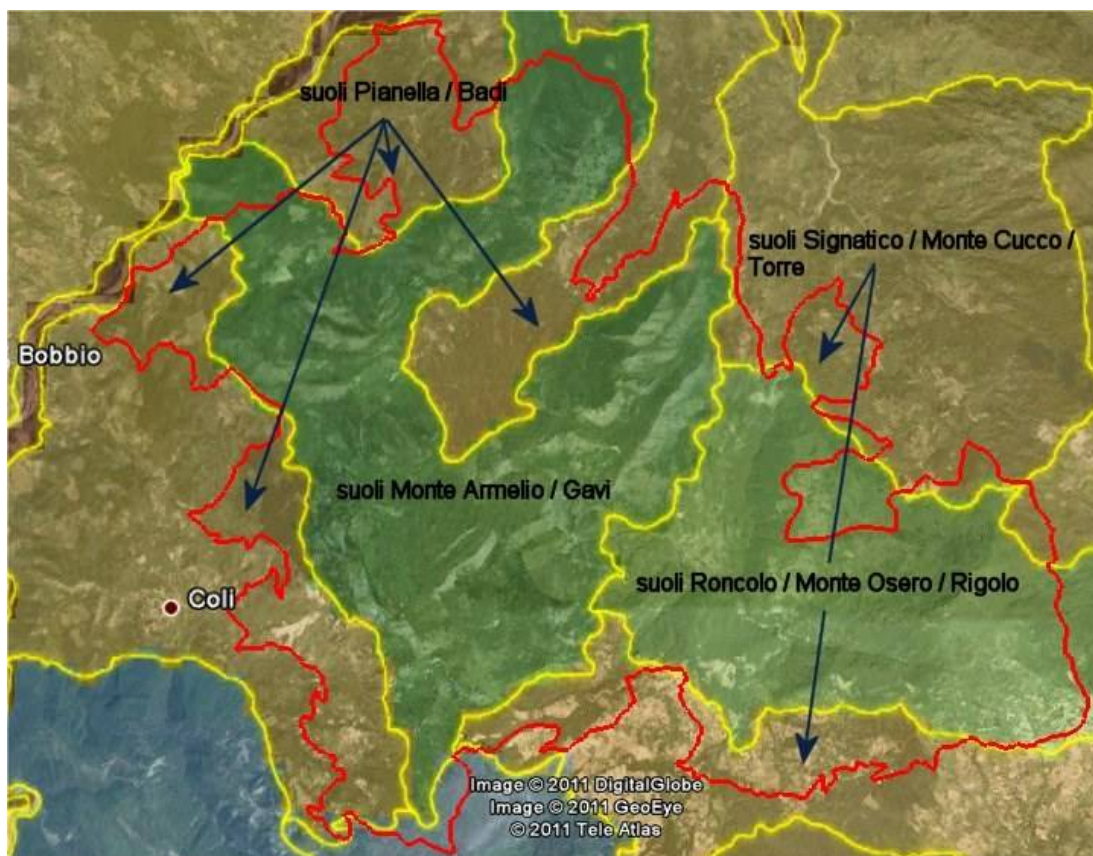 suoli Pianella / Badi
suoli Signatico / Monte Cucco /
Torre
Bobbio
suoli Monte Armelio / Gavi
suoli Roncolo / Monte Osero / Rigolo
Coli
Image © 2011 DigitalGlobe
Image © 2011 GeoEye
© 2011 Tele Atlas